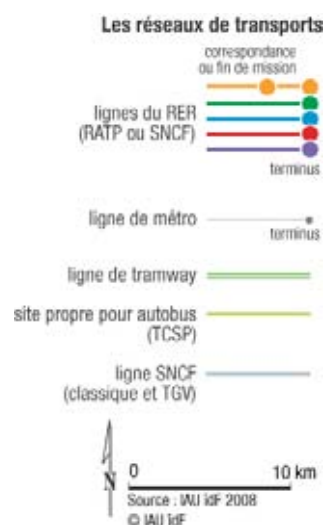 Les réseaux de transports
correspondance
ou fin de mission
lignes du RER
(RATP ou SNCF)
terminus
ligne de métro
terminus
ligne de tramway
site propre pour autobus
(TCSP)
ligne SNCF
(classique et TGV)
N
0 10 km
Source : IAU îdF 2008
© IAU îdF